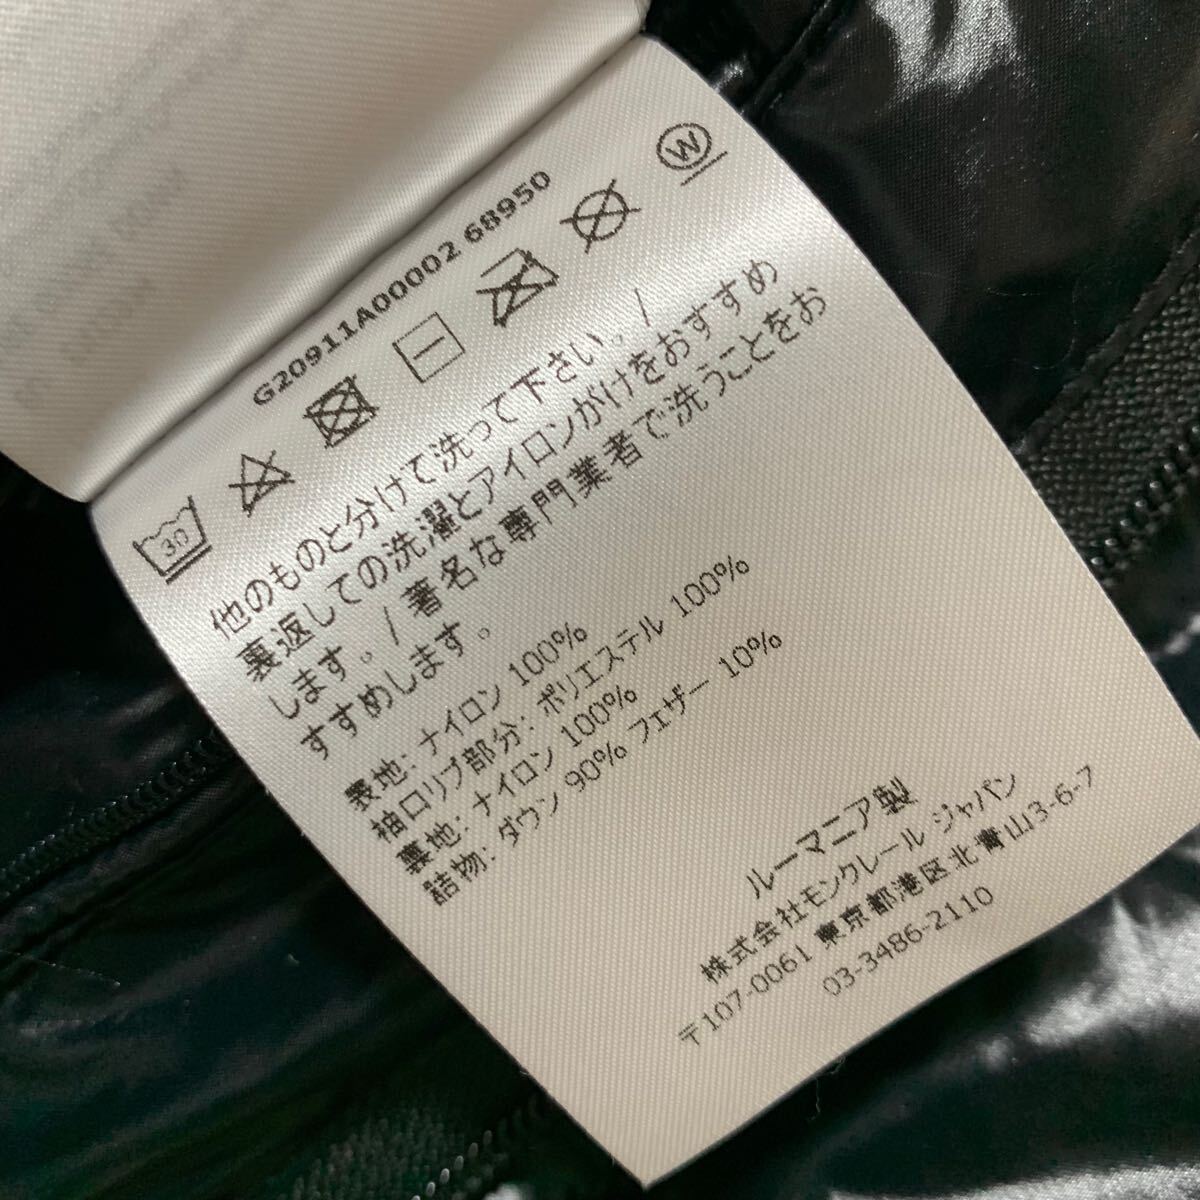 G20911A00002 68950
30
W
他のものと分けて洗って下さい。/
裏返しての洗濯とアイロンがけをおすすめ
します。/ 著名な専門業者で洗うことをお
すすめします。
表地: ナイロン 100%
袖口リブ部分: ポリエステル 100%
裏地: ナイロン 100%
詰物: ダウン 90% フェザー 10%
ルーマニア製
株式会社モンクレール ジャパン
〒107-0061 東京都港区北青山3-6-7
03-3486-2110